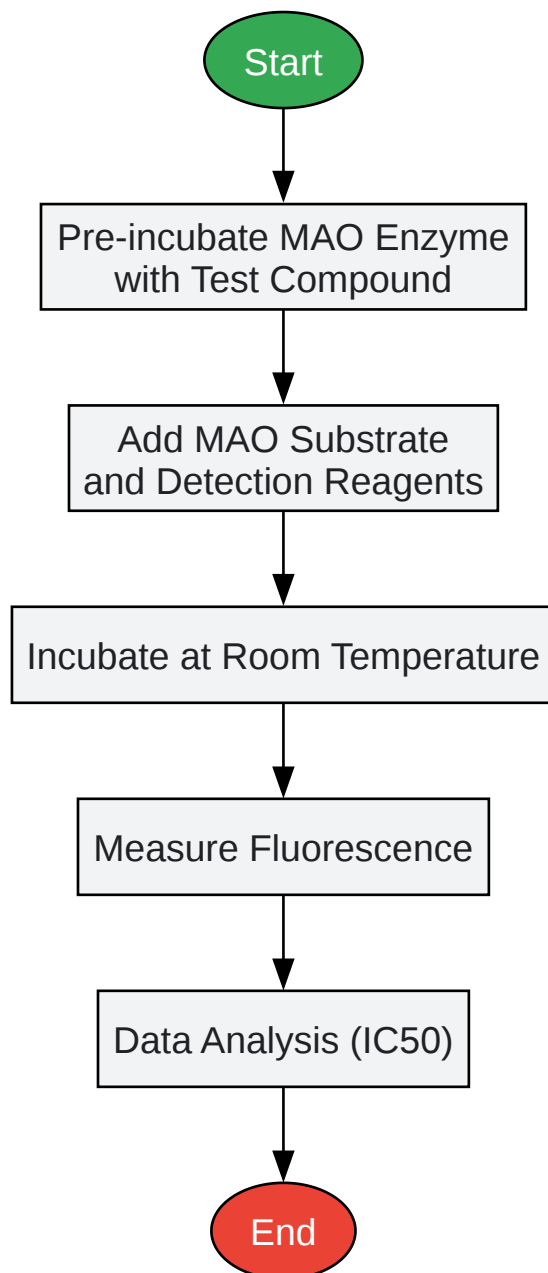 Start
Pre-incubate MAO Enzyme
with Test Compound
Add MAO Substrate
and Detection Reagents
Incubate at Room Temperature
Measure Fluorescence
Data Analysis (IC50)
End